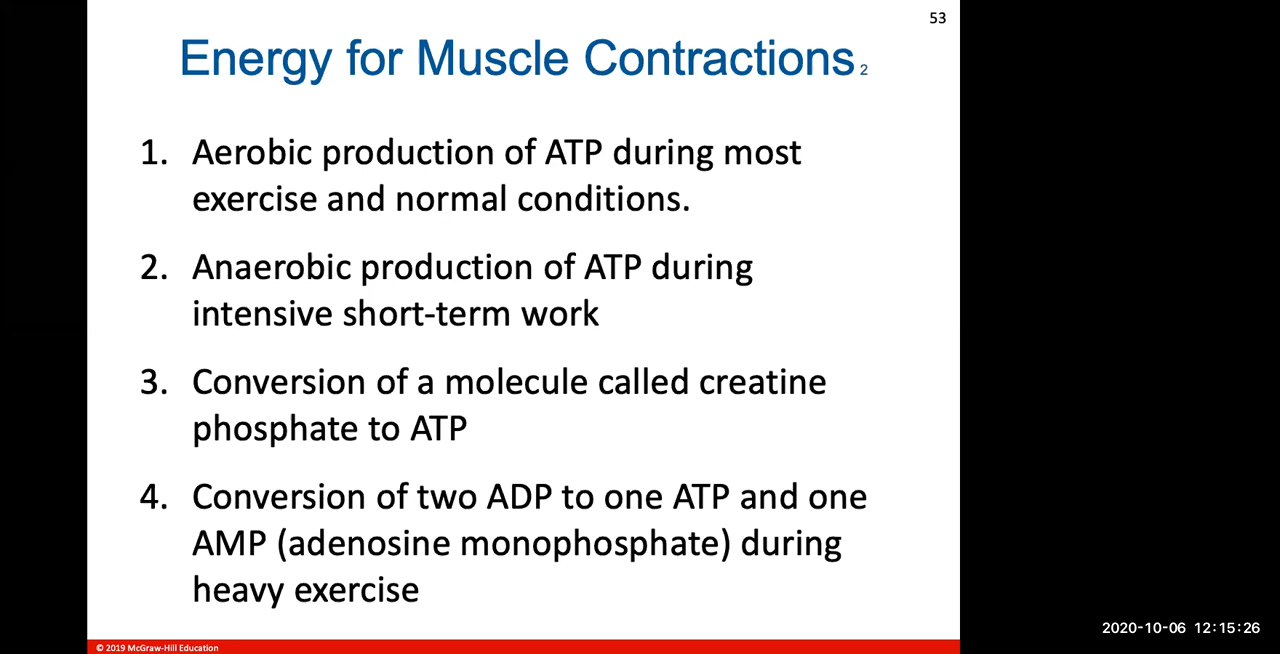 53
Energy for Muscle Contractions 2
1. Aerobic production of ATP during most
exercise and normal conditions.
2. Anaerobic production of ATP during
intensive short-term work
3. Conversion of a molecule called creatine
phosphate to ATP
4. Conversion of two ADP to one ATP and one
AMP (adenosine monophosphate) during
heavy exercise
© 2019 McGraw-Hill Education
2020-10-06 12:15:26